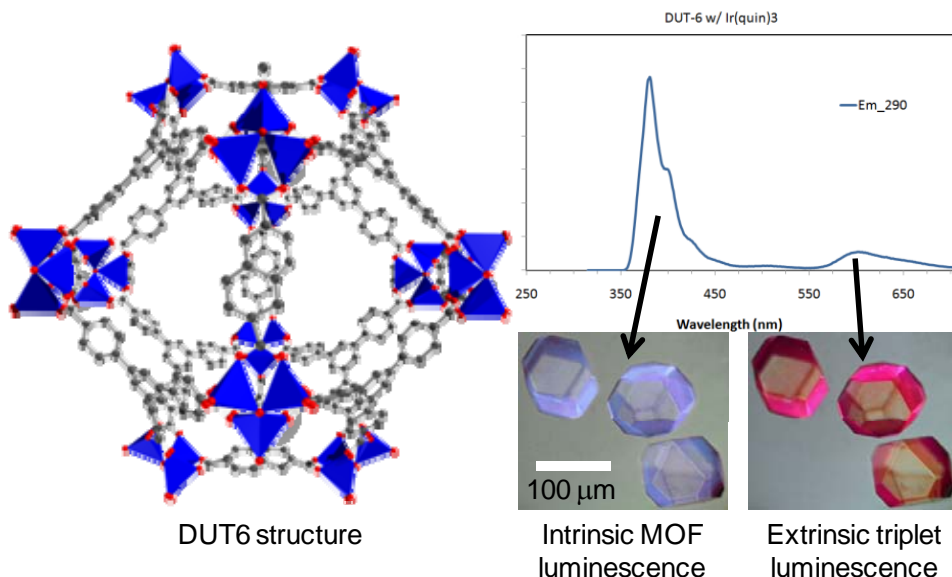 DUT-6 w/ Ir(quin)3
Em_290
250
350
450
550
650
Wavelength (nm)
100 μm
DUT6 structure
Intrinsic MOF
luminescence
Extrinsic triplet
luminescence